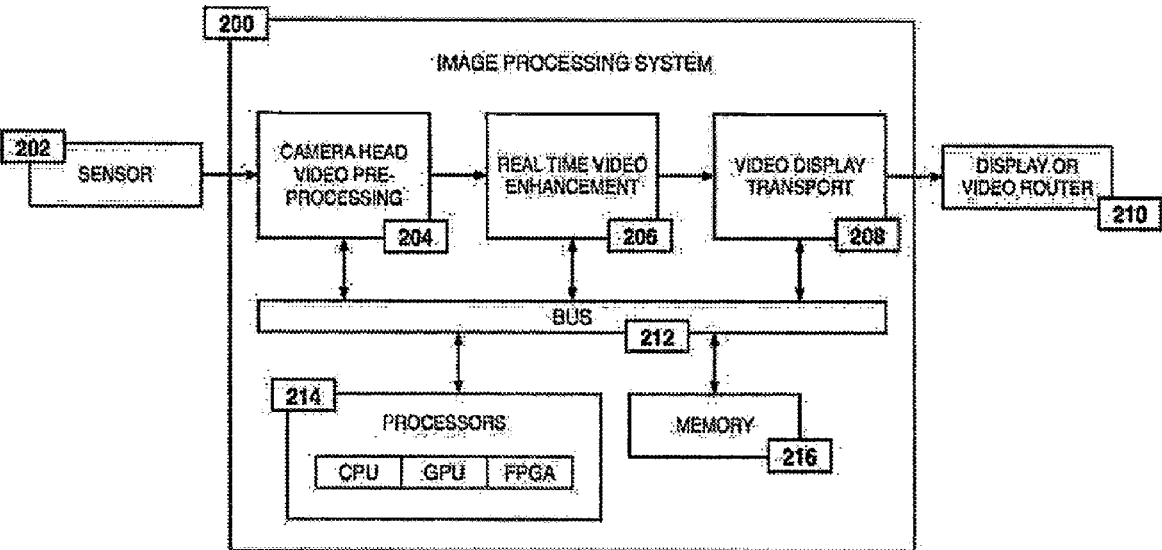 200
IMAGE PROCESSING SYSTEM
202
SENSOR
CAMERA HEAD
VIDEO PRE-
PROCESSING
204
REAL TIME VIDEO
ENHANCEMENT
206
VIDEO DISPLAY
TRANSPORT
208
DISPLAY OR
VIDEO ROUTER
210
BUS
212
214
PROCESSORS
CPU GPU FPGA
MEMORY
216